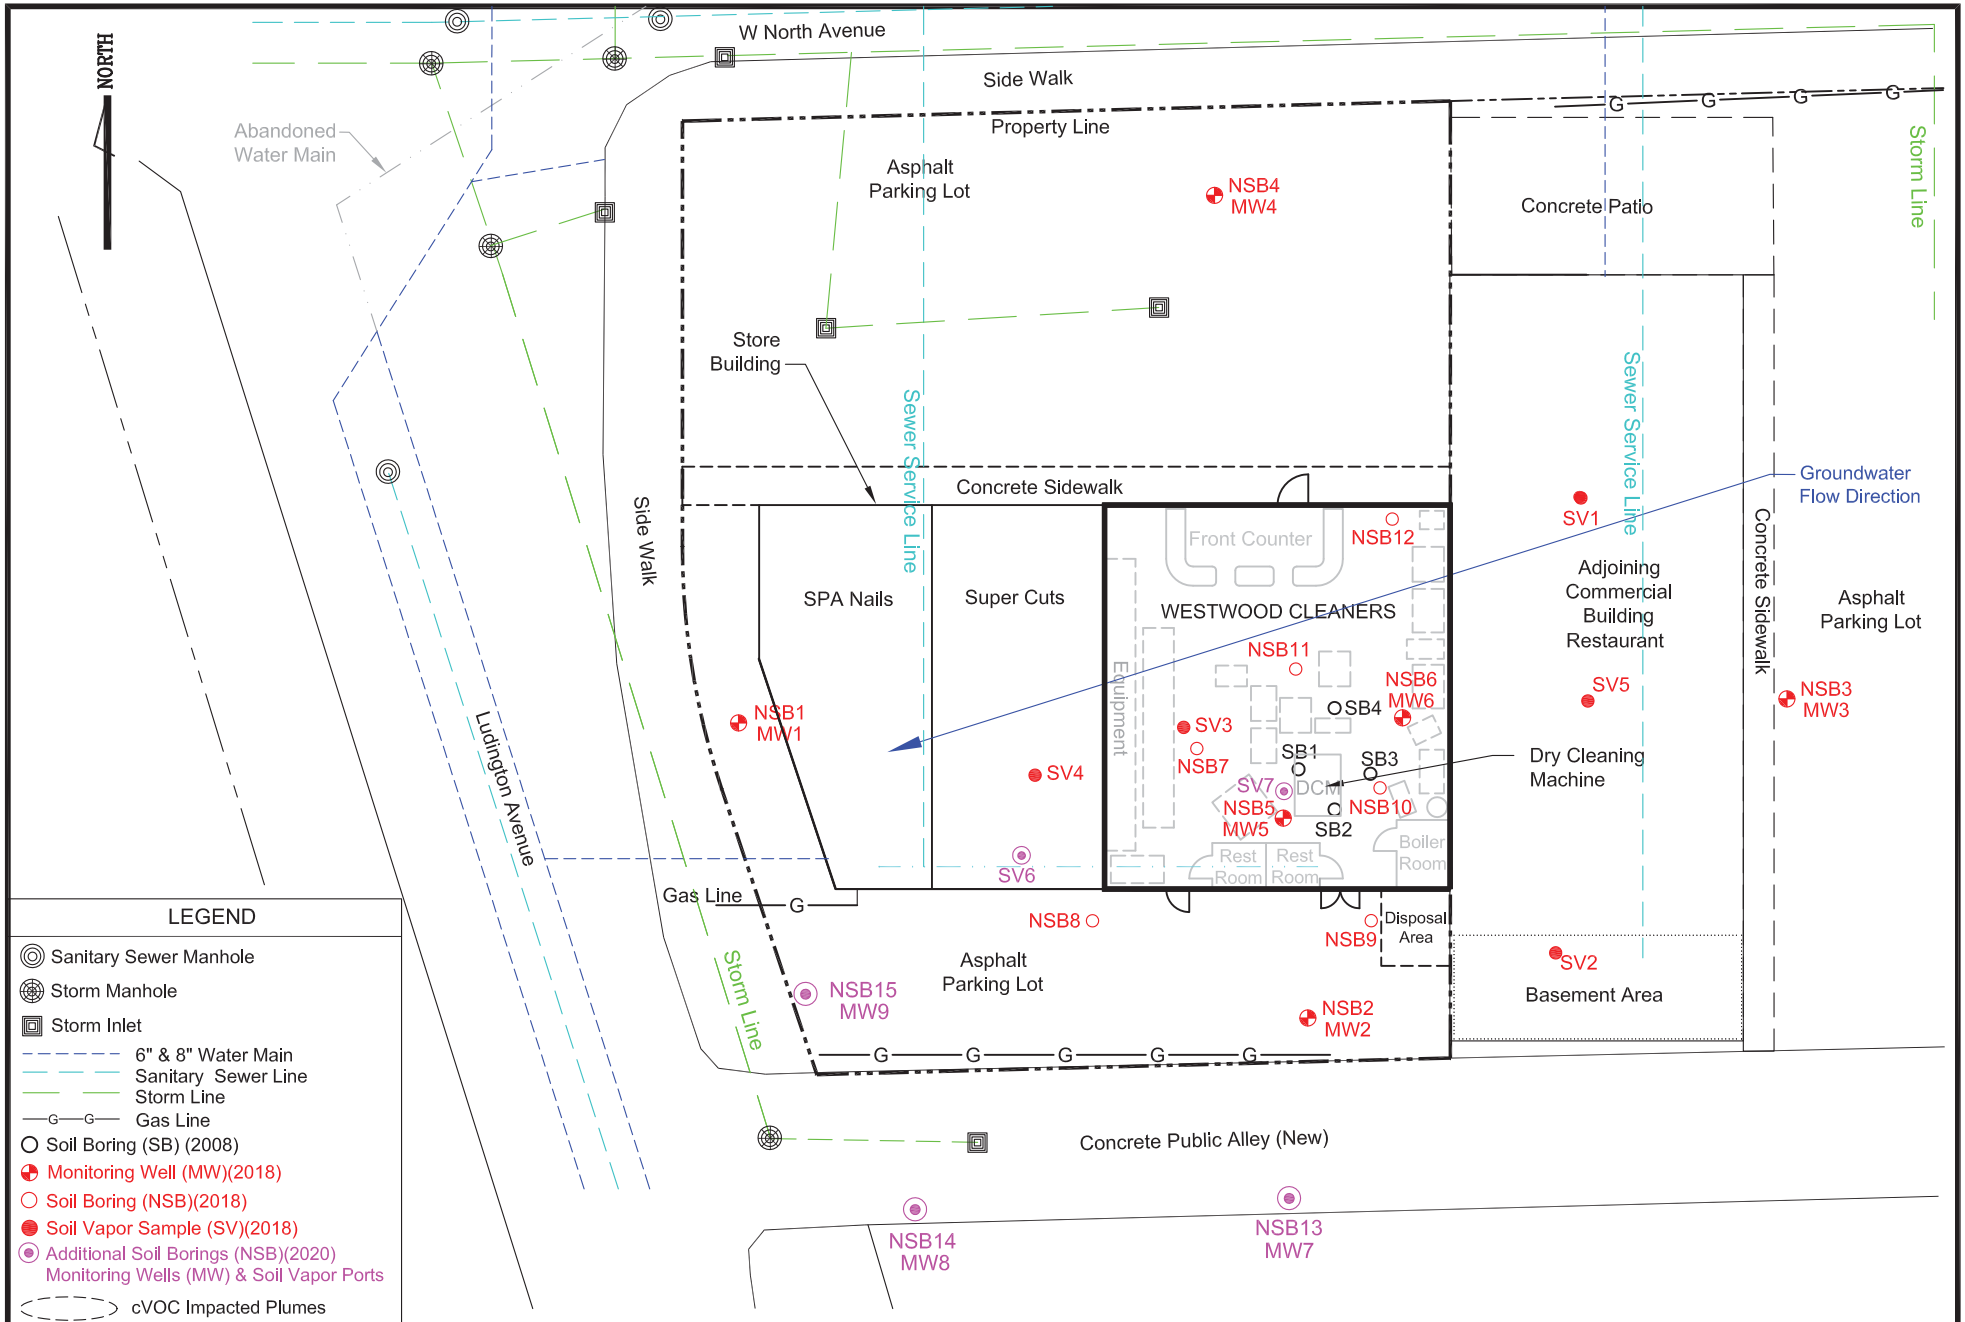 W North Avenue
NORTH
Side Walk
Property Line
Abandoned
Water Main
Asphalt
Parking Lot
NSB4
MW4
G G G G
Storm Line
Concrete Patio
Store
Building
Sewer Service Line
Sewer Service Line
Groundwater
Flow Direction
Concrete Sidewalk
Side Walk
SV1
Concrete Sidewalk
Front Counter
NSB12
SPA Nails
Super Cuts
WESTWOOD CLEANERS
Adjoining
Commercial
Building
Restaurant
Asphalt
Parking Lot
NSB11
Equipment
NSB6
MW6
SV5
NSB3
MW3
SB4
NSB1
MW1
SV3
NSB7
SB1
SB3
Dry Cleaning
Machine
SV4
SV7
DCM
NSB5
MW5
NSB10
SB2
Ludington Avenue
Rest
Room
Rest
Room
Boiler
Room
SV6
Gas Line
G
NSB8
NSB9
Disposal
Area
Storm Line
Asphalt
Parking Lot
SV2
Basement Area
NSB15
MW9
NSB2
MW2
G G G G G
Concrete Public Alley (New)
NSB14
MW8
NSB13
MW7
LEGEND
Sanitary Sewer Manhole
Storm Manhole
Storm Inlet
6" & 8" Water Main
Sanitary Sewer Line
Storm Line
G G Gas Line
Soil Boring (SB) (2008)
Monitoring Well (MW)(2018)
Soil Boring (NSB)(2018)
Soil Vapor Sample (SV)(2018)
Additional Soil Borings (NSB)(2020)
Monitoring Wells (MW) & Soil Vapor Ports
cVOC Impacted Plumes